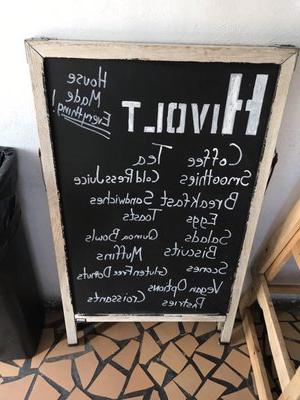 HIVOLT
House
Made
Everything!
Coffee Tea
Smoothies Cold Press Juice
Breakfast Sandwiches
Eggs Toasts
Salads Quinoa Bowls
Biscuits Muffins
Scones Gluten Free Donuts
Vegan Options
Pastries Croissants